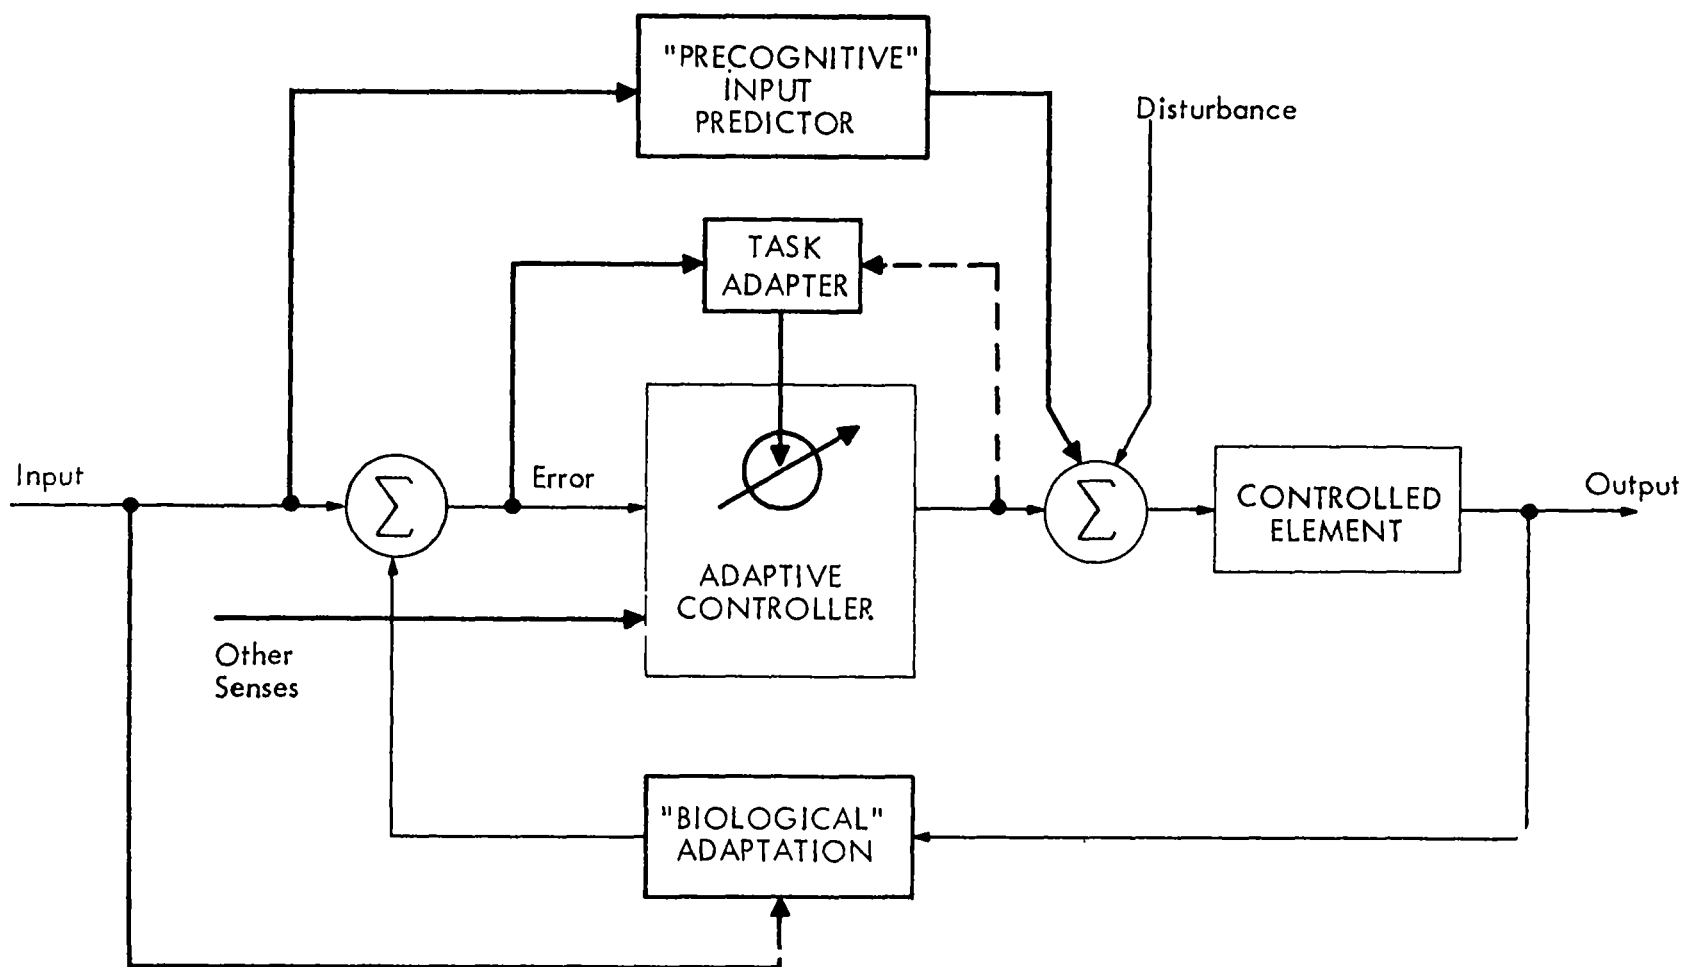 "PRECOGNITIVE"
INPUT
PREDICTOR
Disturbance
TASK
ADAPTER
Input
Σ
Error
ADAPTIVE
CONTROLLER
Σ
CONTROLLED
ELEMENT
Output
Other
Senses
"BIOLOGICAL"
ADAPTATION